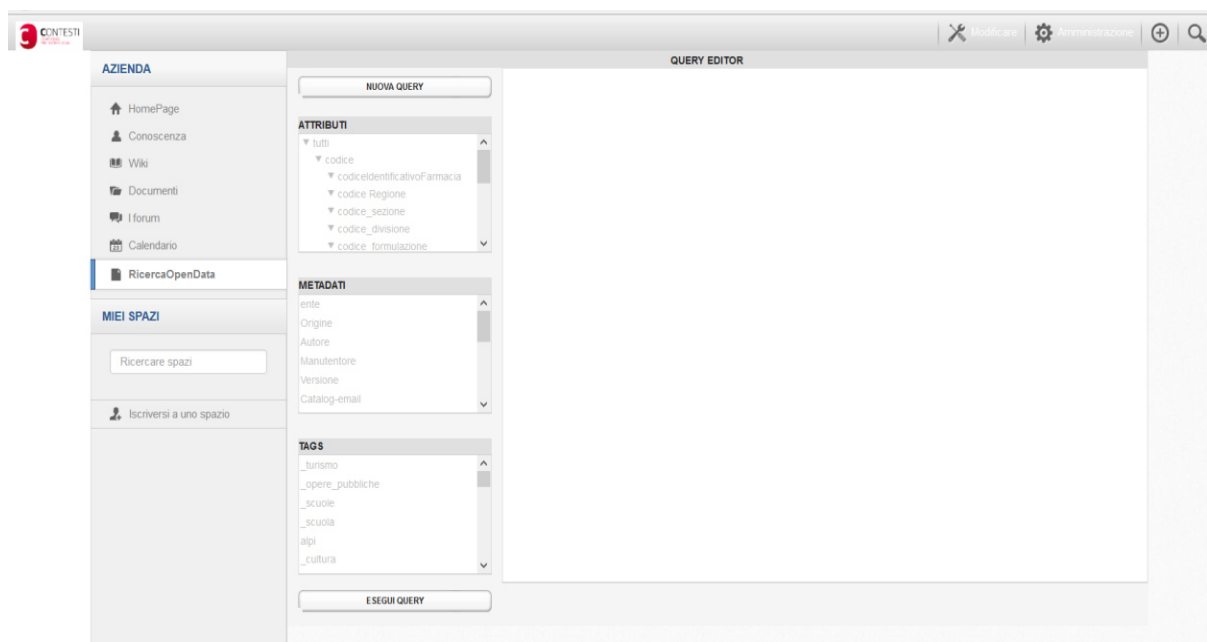 CONTESTI
Modificare
Amministrazione
AZIENDA
HomePage
Conoscenza
Wiki
Documenti
I forum
Calendario
RicercaOpenData
MIEI SPAZI
Ricercare spazi
Iscriversi a uno spazio
QUERY EDITOR
NUOVA QUERY
ATTRIBUTI
tutti
codice
codiceIdentificativoFarmacia
codice Regione
codice_sezione
codice_divisione
codice_formulazione
METADATI
ente
Origine
Autore
Manutentore
Versione
Catalog-email
TAGS
_turismo
_opere_pubbliche
_scuole
_scuola
alpi
_cultura
ESEGUI QUERY